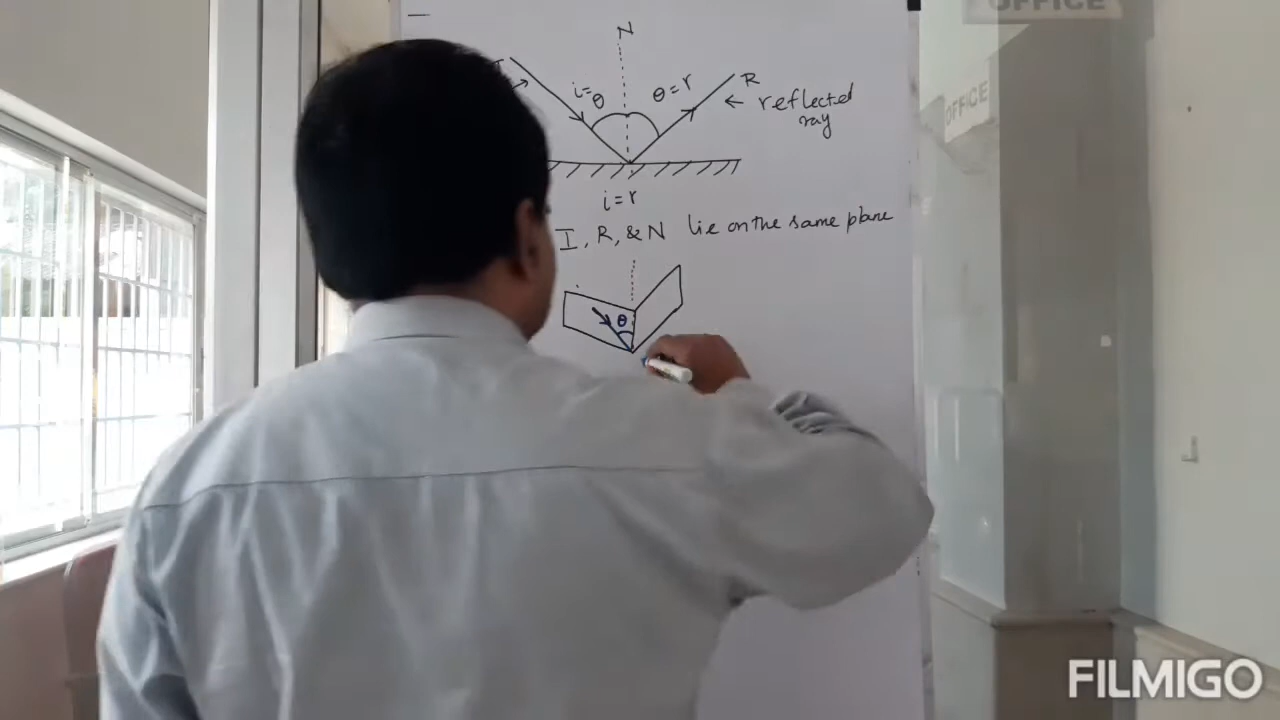 OFFICE
N
I
i=θ
θ=r
R
← reflected
ray
OFFICE
i=r
I, R, & N lie on the same plane
θ
FILMIGO